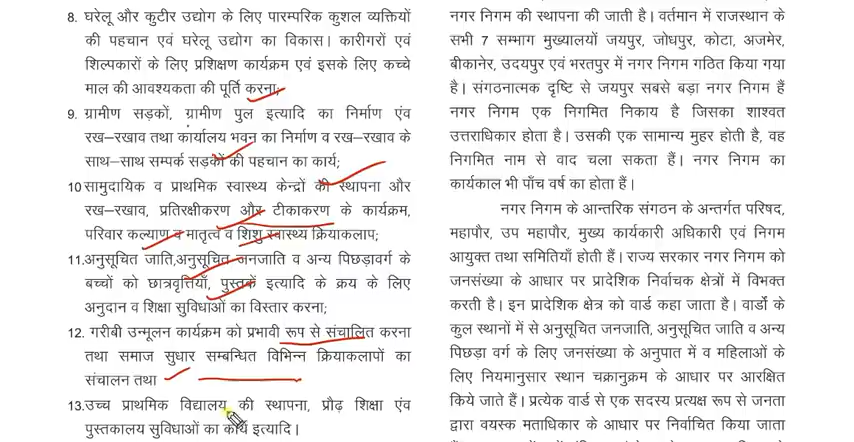 8. घरेलू और कुटीर उद्योग के लिए पारम्परिक कुशल व्यक्तियों
की पहचान एवं घरेलू उद्योग का विकास। कारीगरों एवं
शिल्पकारों के लिए प्रशिक्षण कार्यक्रम एवं इसके लिए कच्चे
माल की आवश्यकता की पूर्ति करना;
9. ग्रामीण सड़कों, ग्रामीण पुल इत्यादि का निर्माण एंव
रख–रखाव तथा कार्यालय भवन का निर्माण व रख–रखाव के
साथ–साथ सम्पर्क सड़कों की पहचान का कार्य;
10 सामुदायिक व प्राथमिक स्वास्थ्य केन्द्रों की स्थापना और
रख–रखाव, प्रतिरक्षीकरण और टीकाकरण के कार्यक्रम,
परिवार कल्याण व मातृत्व व शिशु स्वास्थ्य क्रियाकलाप;
11.अनुसूचित जाति,अनुसूचित जनजाति व अन्य पिछड़ावर्ग के
बच्चों को छात्रवृत्तियाँ, पुस्तकें इत्यादि के क्रय के लिए
अनुदान व शिक्षा सुविधाओं का विस्तार करना;
12. गरीबी उन्मूलन कार्यक्रम को प्रभावी रूप से संचालित करना
तथा समाज सुधार सम्बन्धित विभिन्न क्रियाकलापों का
संचालन तथा
13.उच्च प्राथमिक विद्यालय की स्थापना, प्रौढ़ शिक्षा एंव
पुस्तकालय सुविधाओं का कार्य इत्यादि।
नगर निगम की स्थापना की जाती है। वर्तमान में राजस्थान के
सभी 7 सम्भाग मुख्यालयों जयपुर, जोधपुर, कोटा, अजमेर,
बीकानेर, उदयपुर एवं भरतपुर में नगर निगम गठित किया गया
है। संगठनात्मक दृष्टि से जयपुर सबसे बड़ा नगर निगम हैं
नगर निगम एक निगमित निकाय है जिसका शाश्वत
उत्तराधिकार होता है। उसकी एक सामान्य मुहर होती है, वह
निगमित नाम से वाद चला सकता हैं। नगर निगम का
कार्यकाल भी पाँच वर्ष का होता हैं।
नगर निगम के आन्तरिक संगठन के अन्तर्गत परिषद,
महापौर, उप महापौर, मुख्य कार्यकारी अधिकारी एवं निगम
आयुक्त तथा समितियाँ होती हैं। राज्य सरकार नगर निगम को
जनसंख्या के आधार पर प्रादेशिक निर्वाचक क्षेत्रों में विभक्त
करती है। इन प्रादेशिक क्षेत्र को वार्ड कहा जाता है। वार्डों के
कुल स्थानों में से अनुसूचित जनजाति, अनुसूचित जाति व अन्य
पिछड़ा वर्ग के लिए जनसंख्या के अनुपात में व महिलाओं के
लिए नियमानुसार स्थान चक्रानुक्रम के आधार पर आरक्षित
किये जाते हैं। प्रत्येक वार्ड से एक सदस्य प्रत्यक्ष रूप से जनता
द्वारा वयस्क मताधिकार के आधार पर निर्वाचित किया जाता